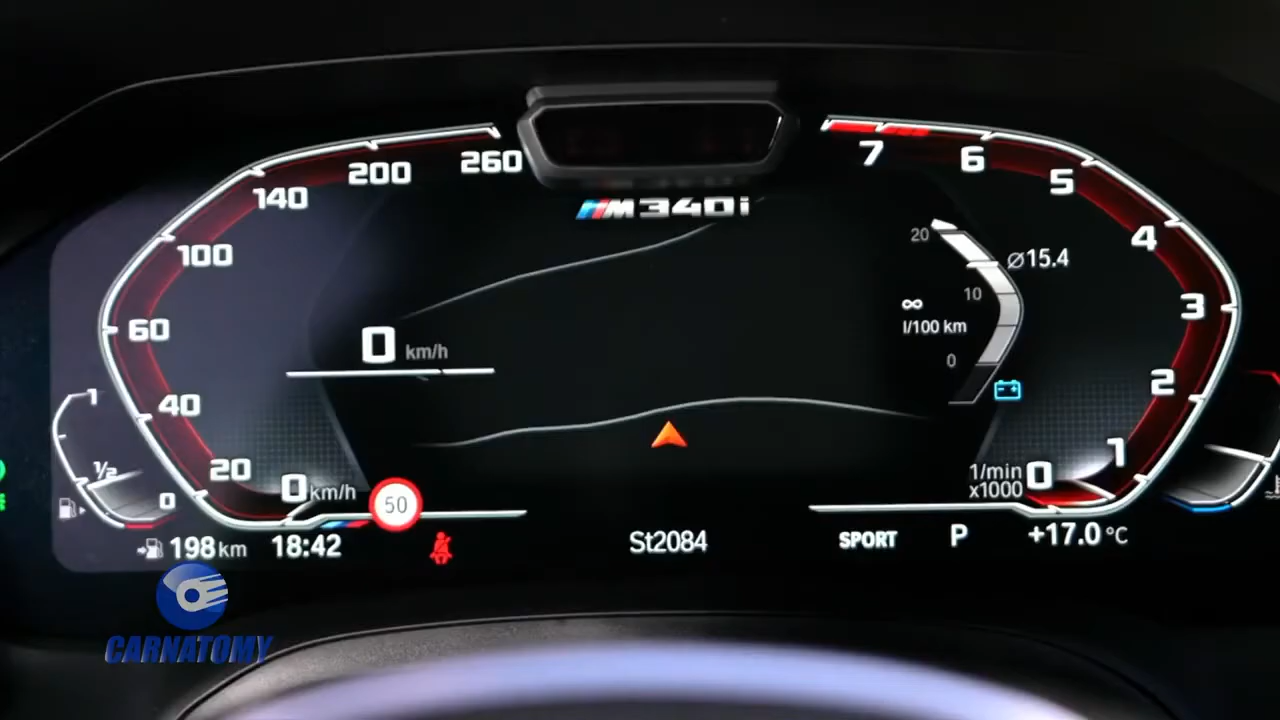 260
200
140
100
60
40
20
0 km/h
M340i
0 km/h
7
6
5
4
3
2
1
0
1/min
x1000
20
10
0
∅15.4
∞
l/100 km
1
½
0
50
198 km
18:42
St2084
SPORT
P
+17.0 °C
CARNATOMY